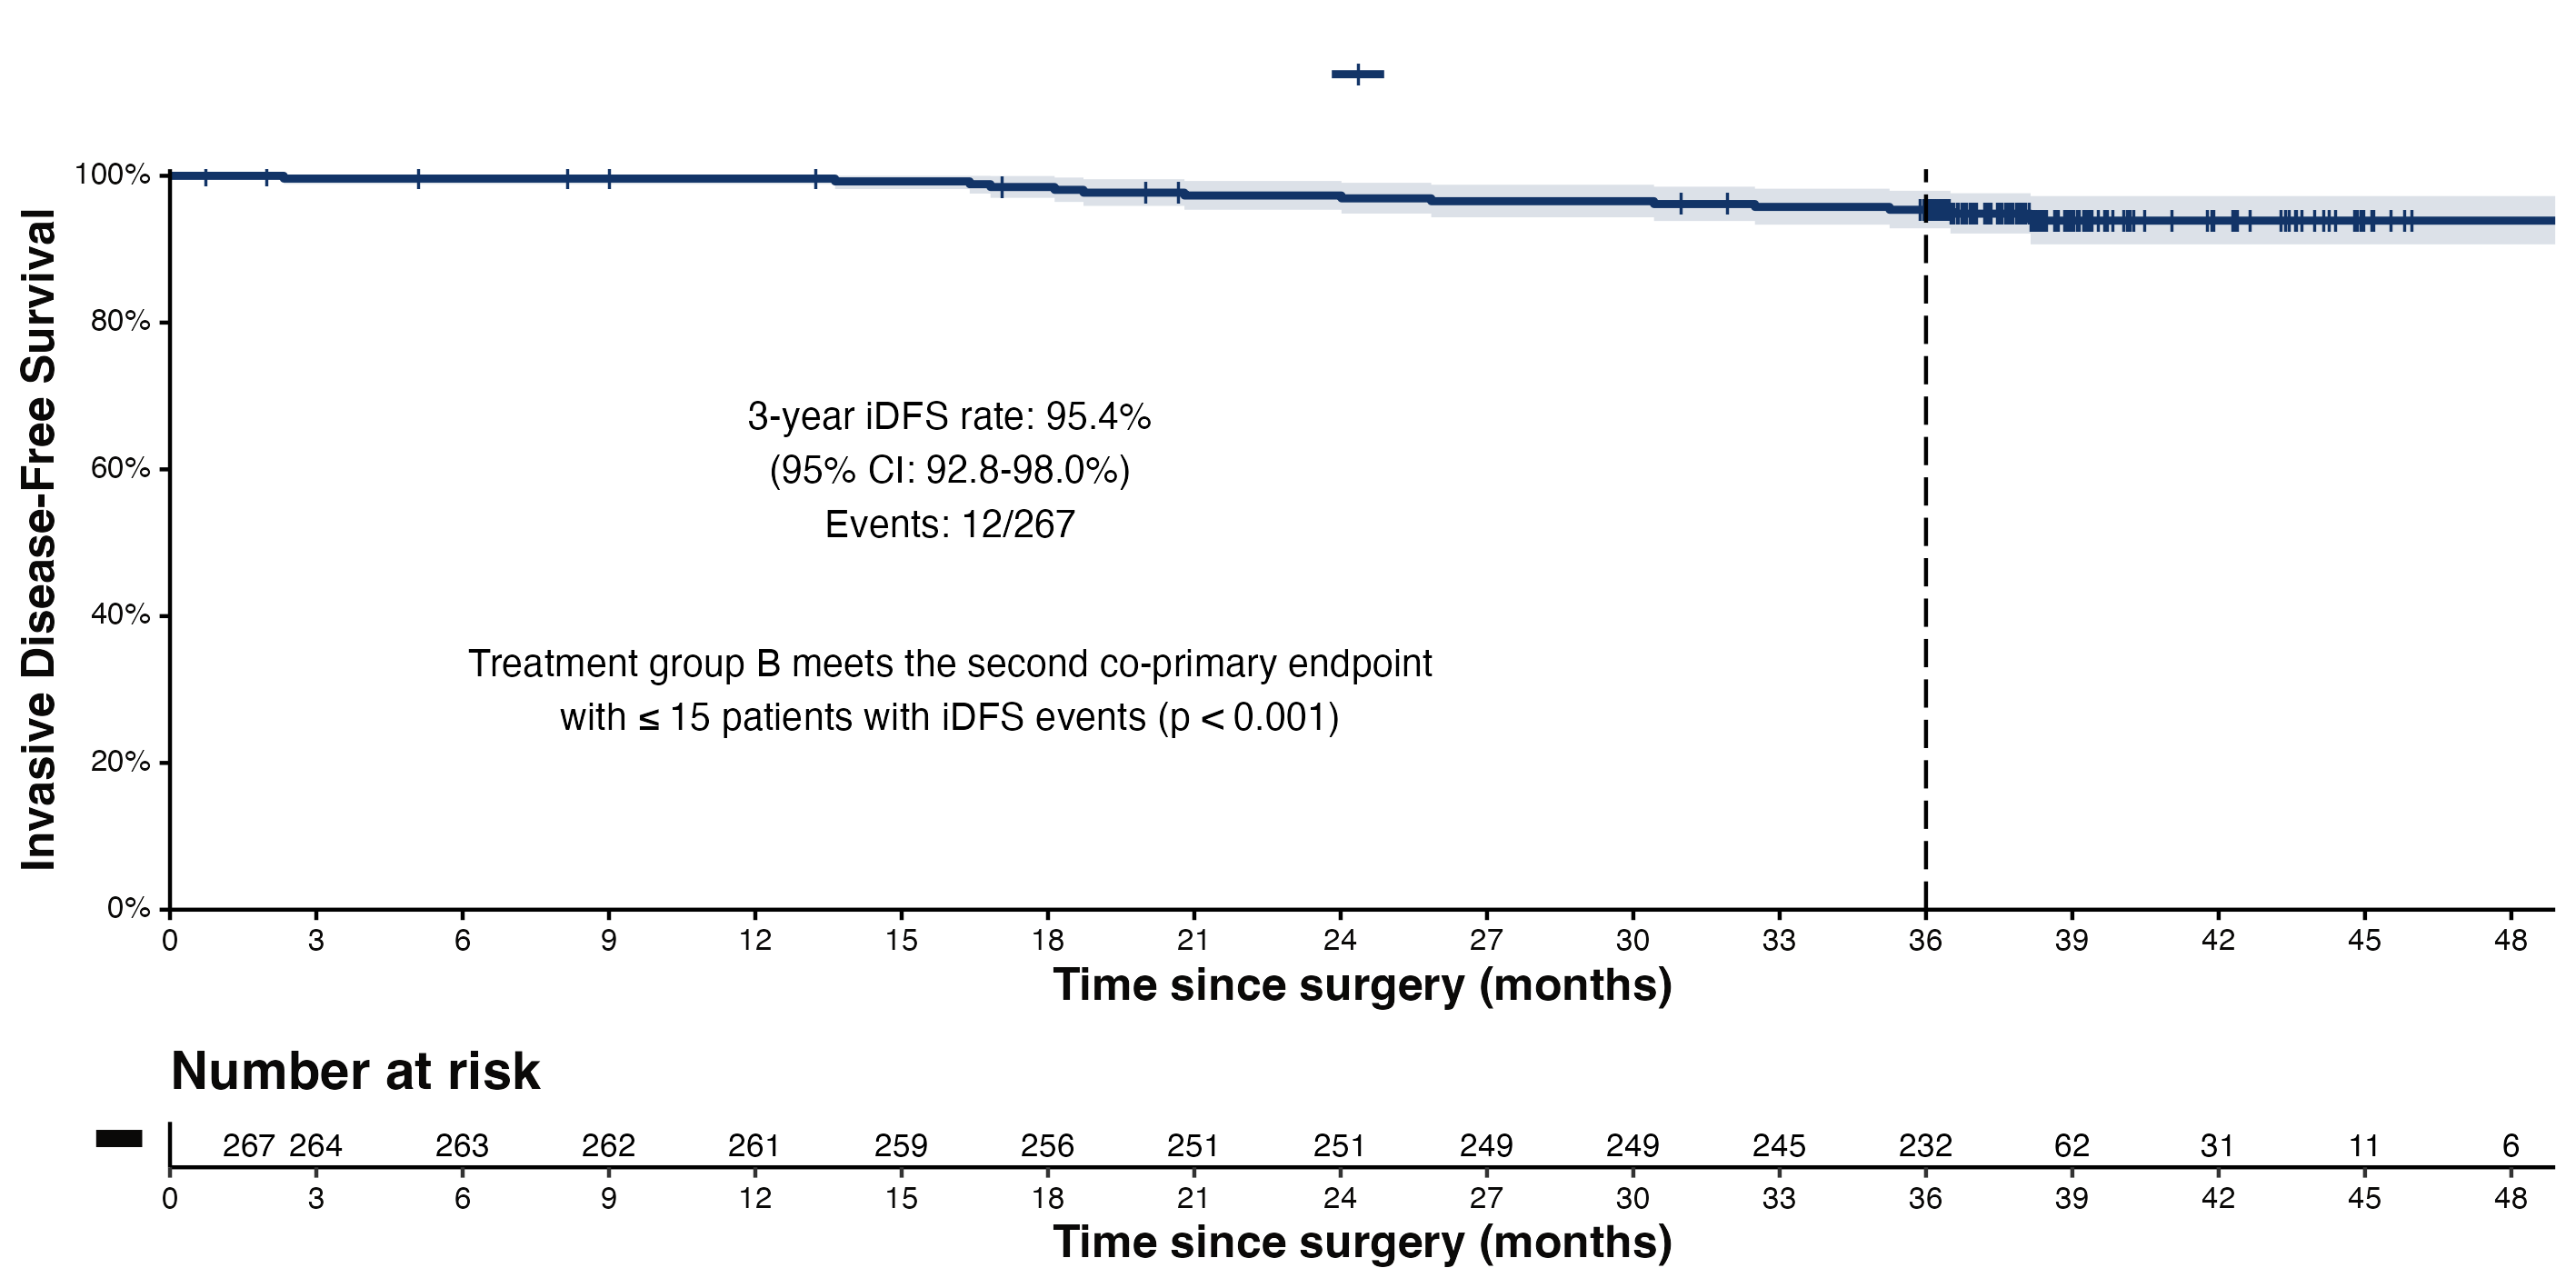 100%
80%
60%
40%
20%
0%
Invasive Disease-Free Survival
3-year iDFS rate: 95.4%
(95% CI: 92.8-98.0%)
Events: 12/267
Treatment group B meets the second co-primary endpoint
with ≤ 15 patients with iDFS events (p < 0.001)
0 3 6 9 12 15 18 21 24 27 30 33 36 39 42 45 48
Time since surgery (months)
Number at risk
267 264 263 262 261 259 256 251 251 249 249 245 232 62 31 11 6
0 3 6 9 12 15 18 21 24 27 30 33 36 39 42 45 48
Time since surgery (months)